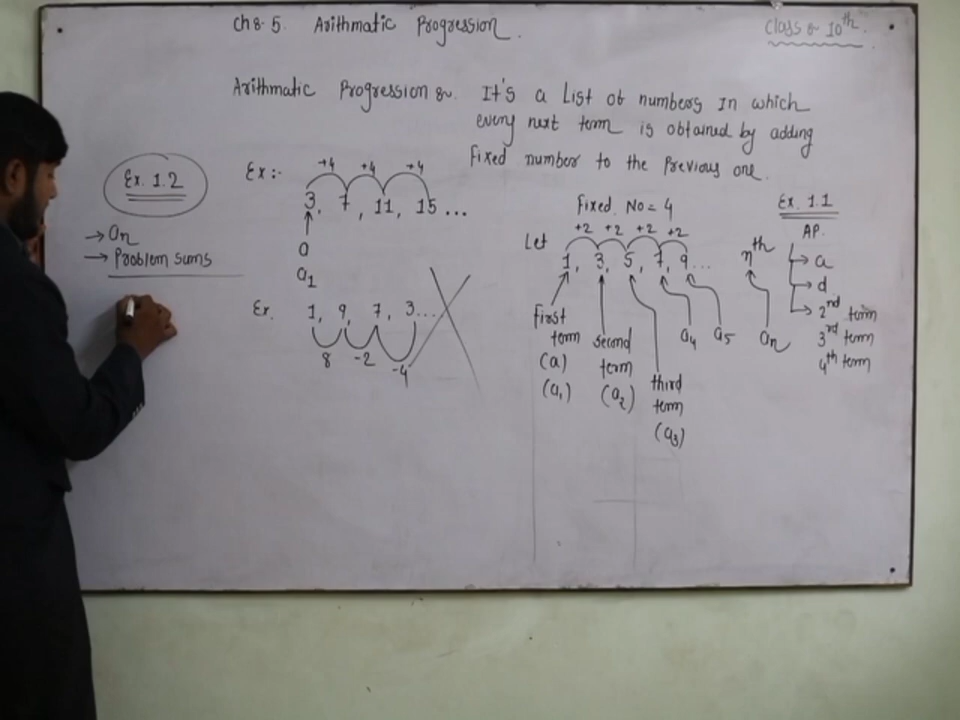 Ch 8. 5. Arithmatic Progression.
Class 10th.
Arithmatic Progression It's a List of numbers In which
every next term is obtained by adding
Fixed number to the Previous one.
Ex. 1.2
→ an
→ Problem sums
Ex:-
+4 +4 +4
3, 7, 11, 15 ...
a
a1
Ex. 1, 9, 7, 3...
8 -2 -4
Fixed. No = 4
Let
+2 +2 +2 +2
1, 3, 5, 7, 9... nth
First term (a) (a1)
Second term (a2)
third term (a3)
a4 a5 an
Ex. 1.1
AP.
→ a
→ d
→ 2nd term
3rd term
4th term